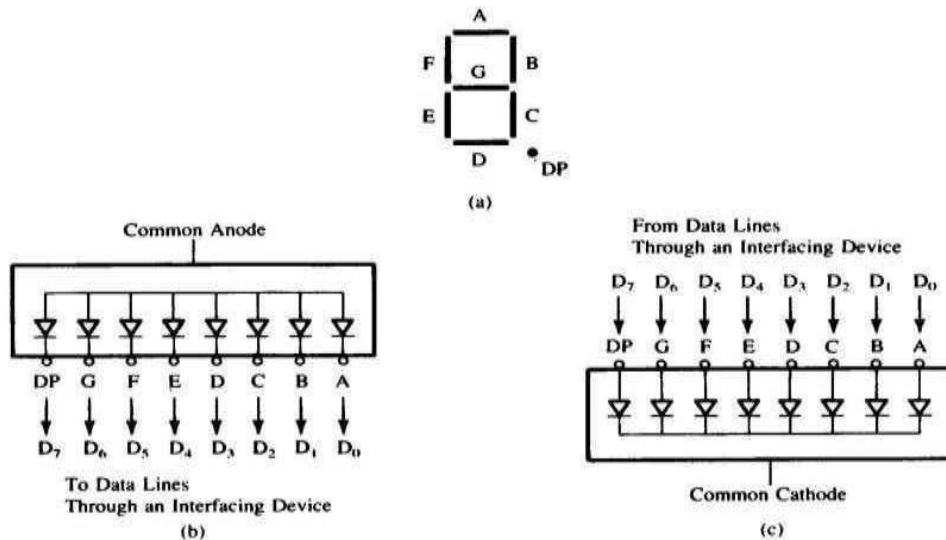 A
F
G
B
E
C
D
DP
(a)
Common Anode
DP G F E D C B A
D₇ D₆ D₅ D₄ D₃ D₂ D₁ D₀
To Data Lines
Through an Interfacing Device
(b)
From Data Lines
Through an Interfacing Device
D₇ D₆ D₅ D₄ D₃ D₂ D₁ D₀
DP G F E D C B A
Common Cathode
(c)